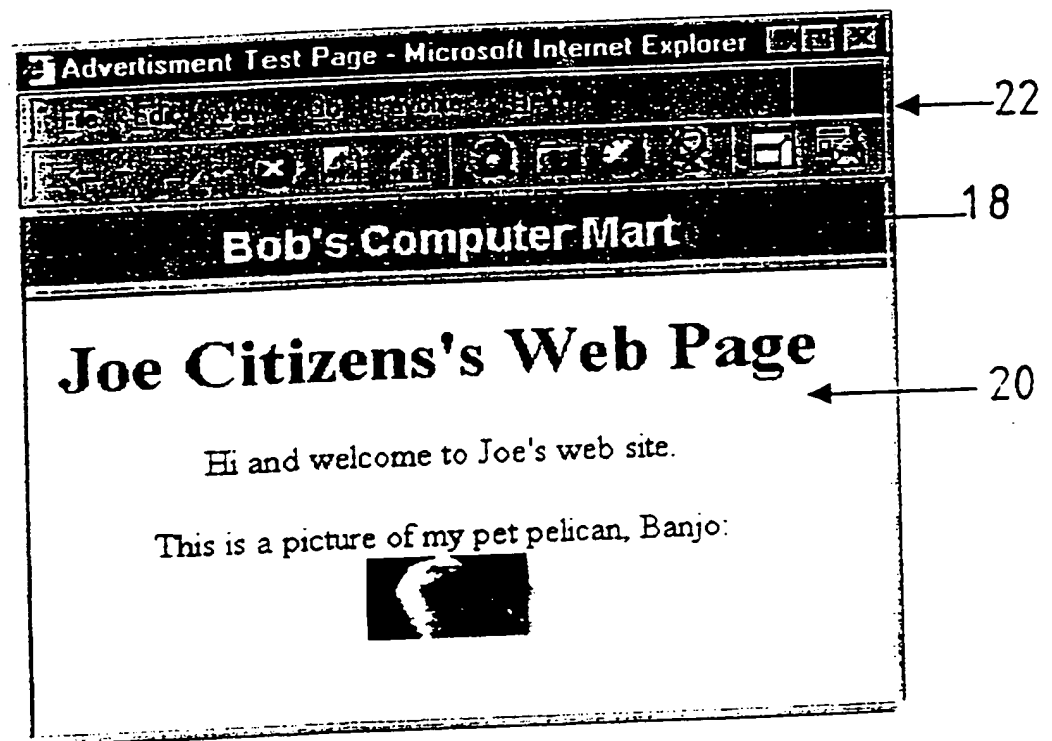 Advertisment Test Page - Microsoft Internet Explorer
22
18
Bob's Computer Mart
Joe Citizens's Web Page
20
Hi and welcome to Joe's web site.
This is a picture of my pet pelican, Banjo: